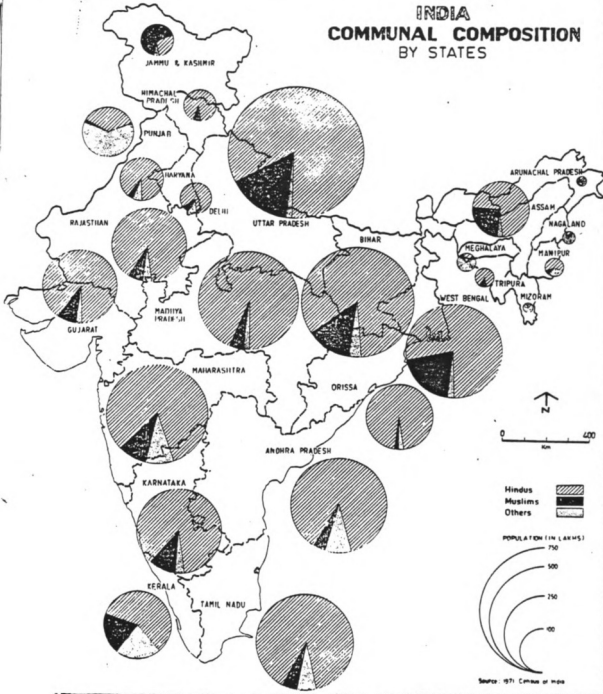 INDIA
COMMUNAL COMPOSITION
BY STATES
JAMMU & KASHMIR
HIMACHAL
PRADESH
PUNJAB
HARYANA
DELHI
ARUNACHAL PRADESH
ASSAM
RAJASTHAN
UTTAR PRADESH
NAGALAND
BIHAR
MEGHALAYA
MANIPUR
TRIPURA
WEST BENGAL
MIZORAM
GUJARAT
MADHYA
PRADESH
MAHARASHTRA
ORISSA
N
0
400
Km
ANDHRA PRADESH
KARNATAKA
Hindus
Muslims
Others
POPULATION (IN LAKHS)
750
500
250
100
KERALA
TAMIL NADU
Source: 1971 Census of India